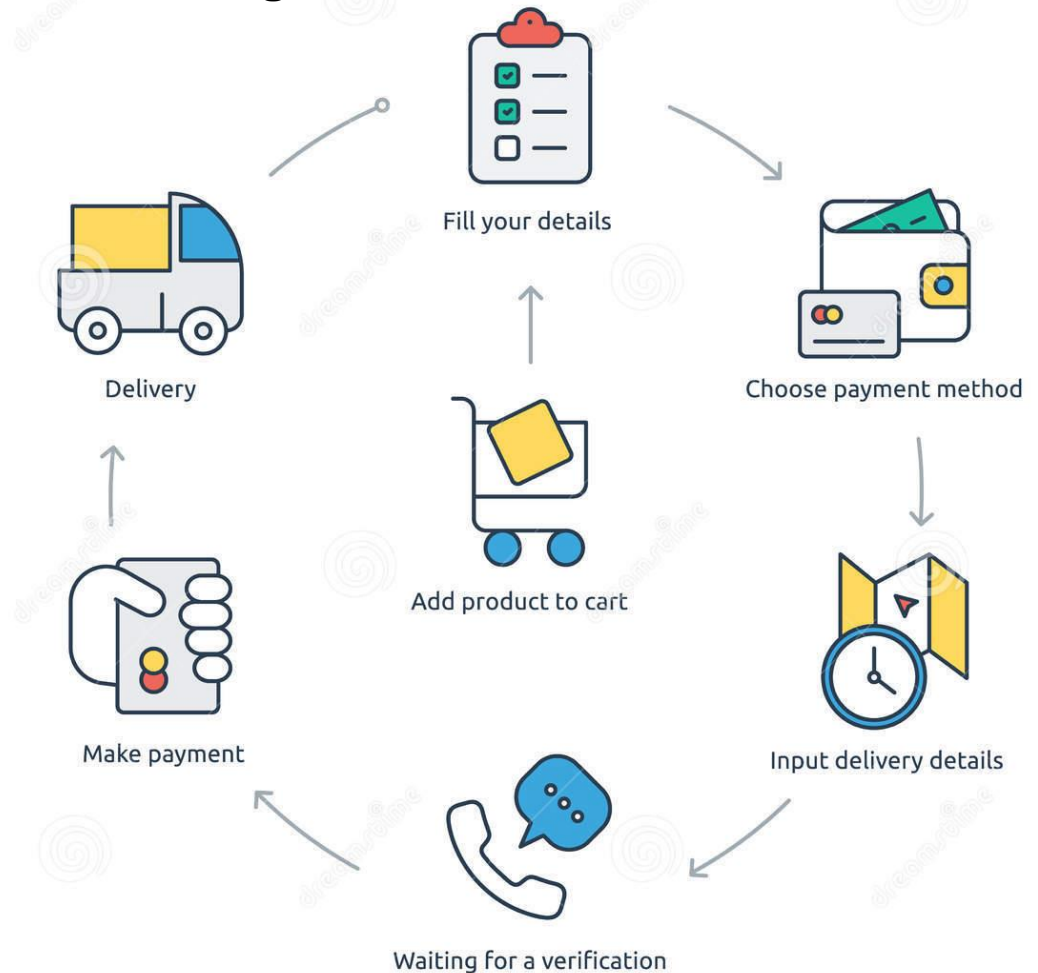 Fill your details
Choose payment method
Delivery
Add product to cart
Make payment
Input delivery details
Waiting for a verification